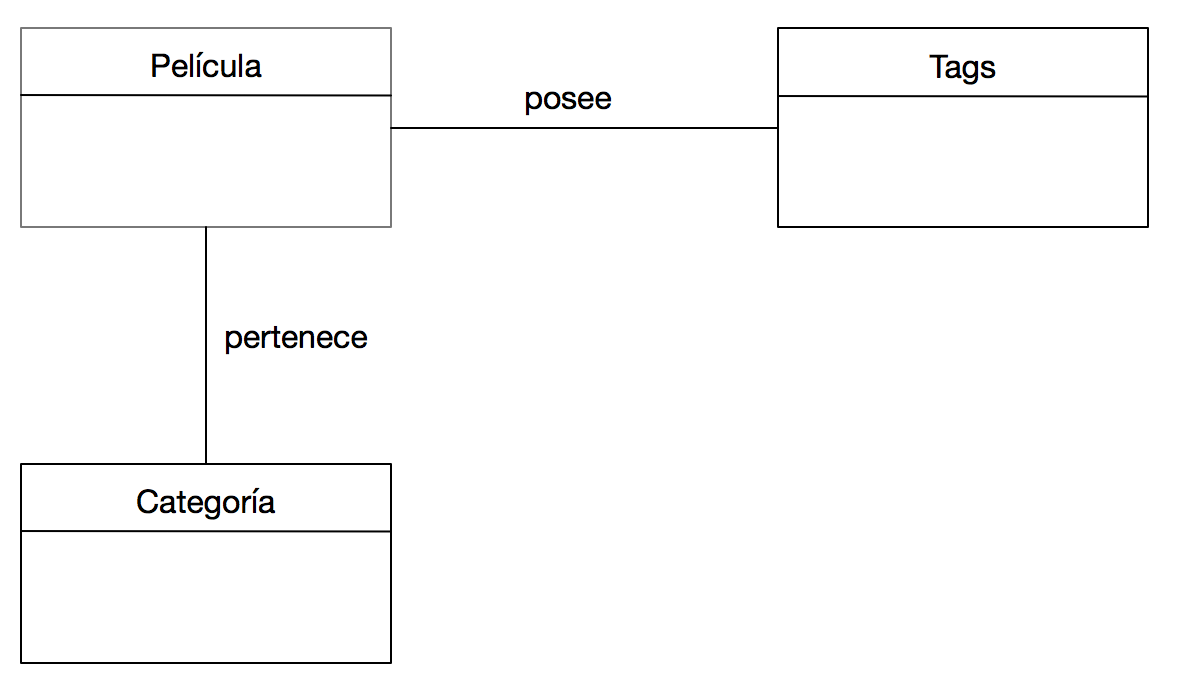 Película
Tags
posee
pertenece
Categoría